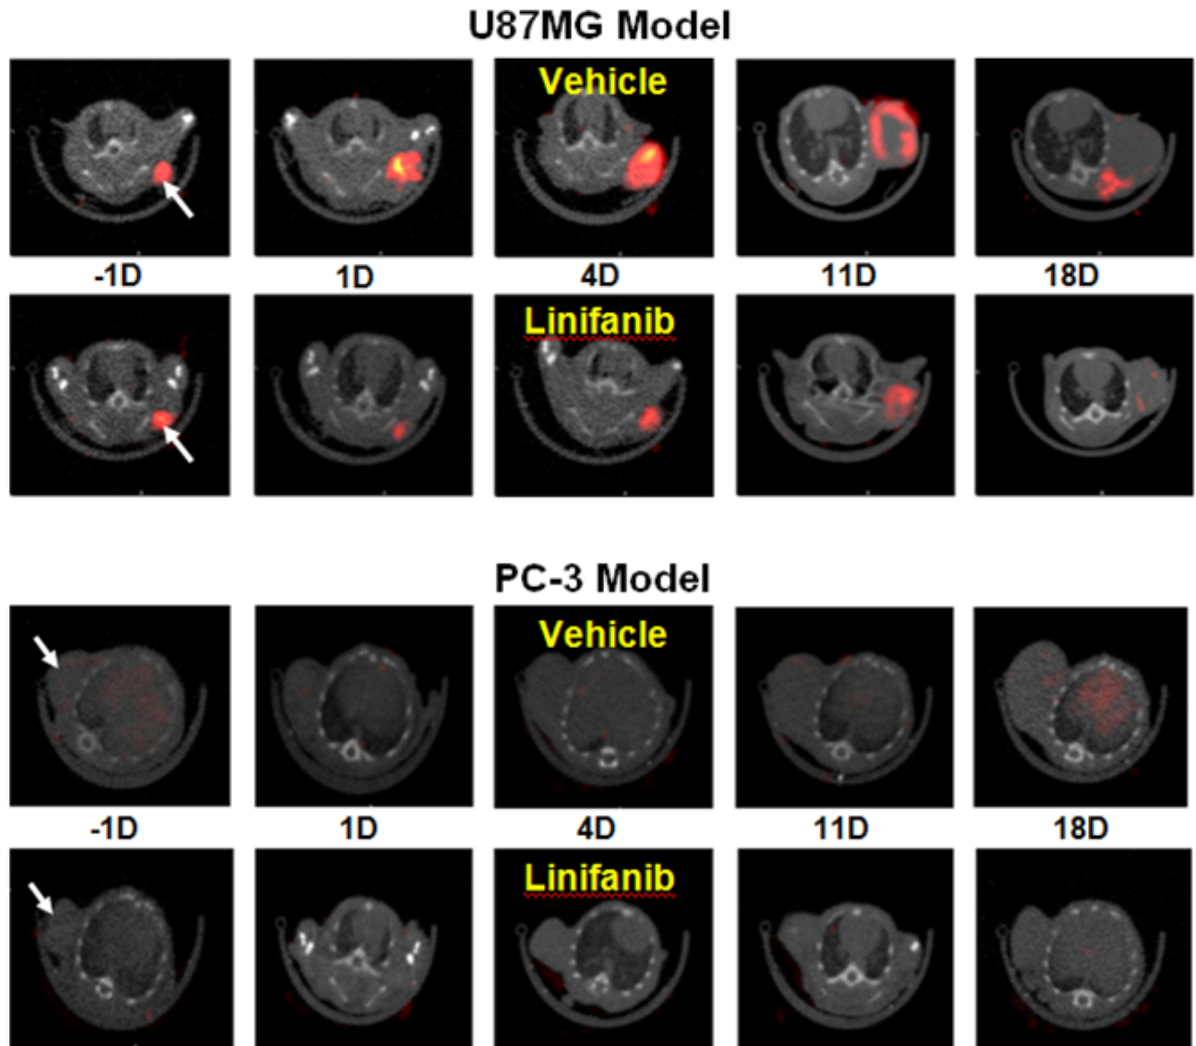 U87MG Model
Vehicle
-1D 1D 4D 11D 18D
Linifanib
PC-3 Model
Vehicle
-1D 1D 4D 11D 18D
Linifanib